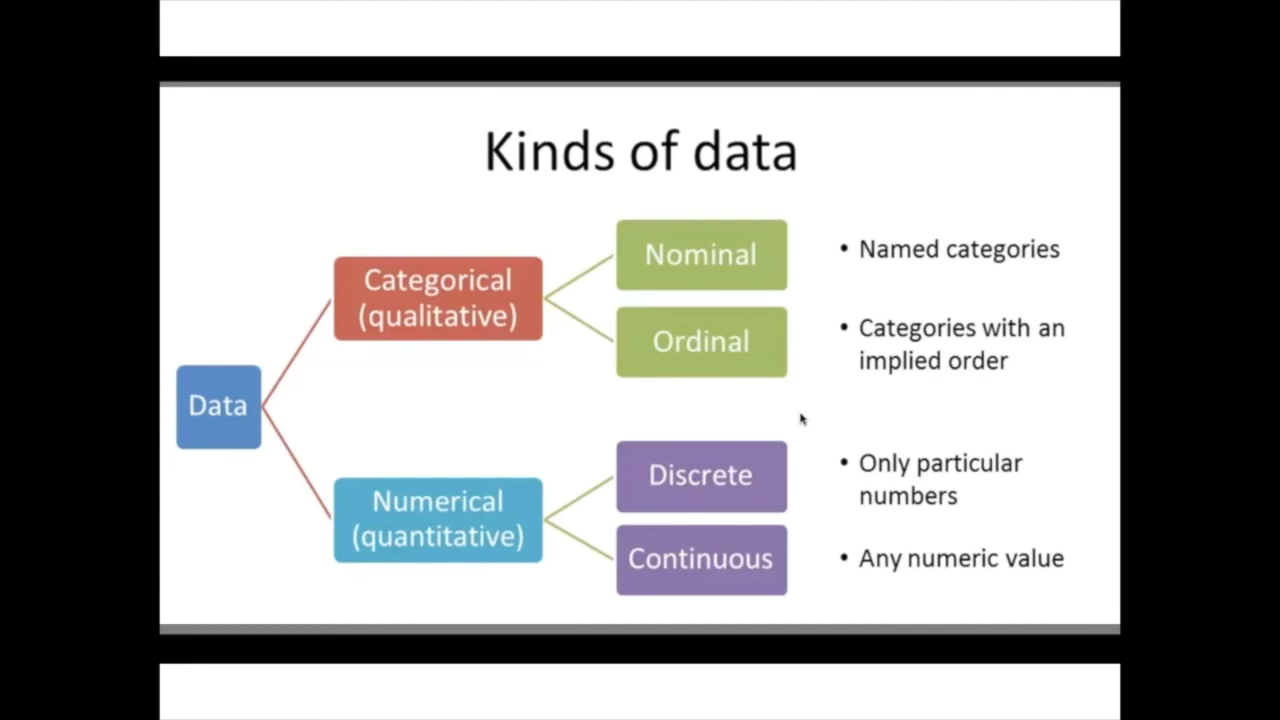 Kinds of data
Data
Categorical
(qualitative)
Nominal
• Named categories
Ordinal
• Categories with an
implied order
Numerical
(quantitative)
Discrete
• Only particular
numbers
Continuous
• Any numeric value